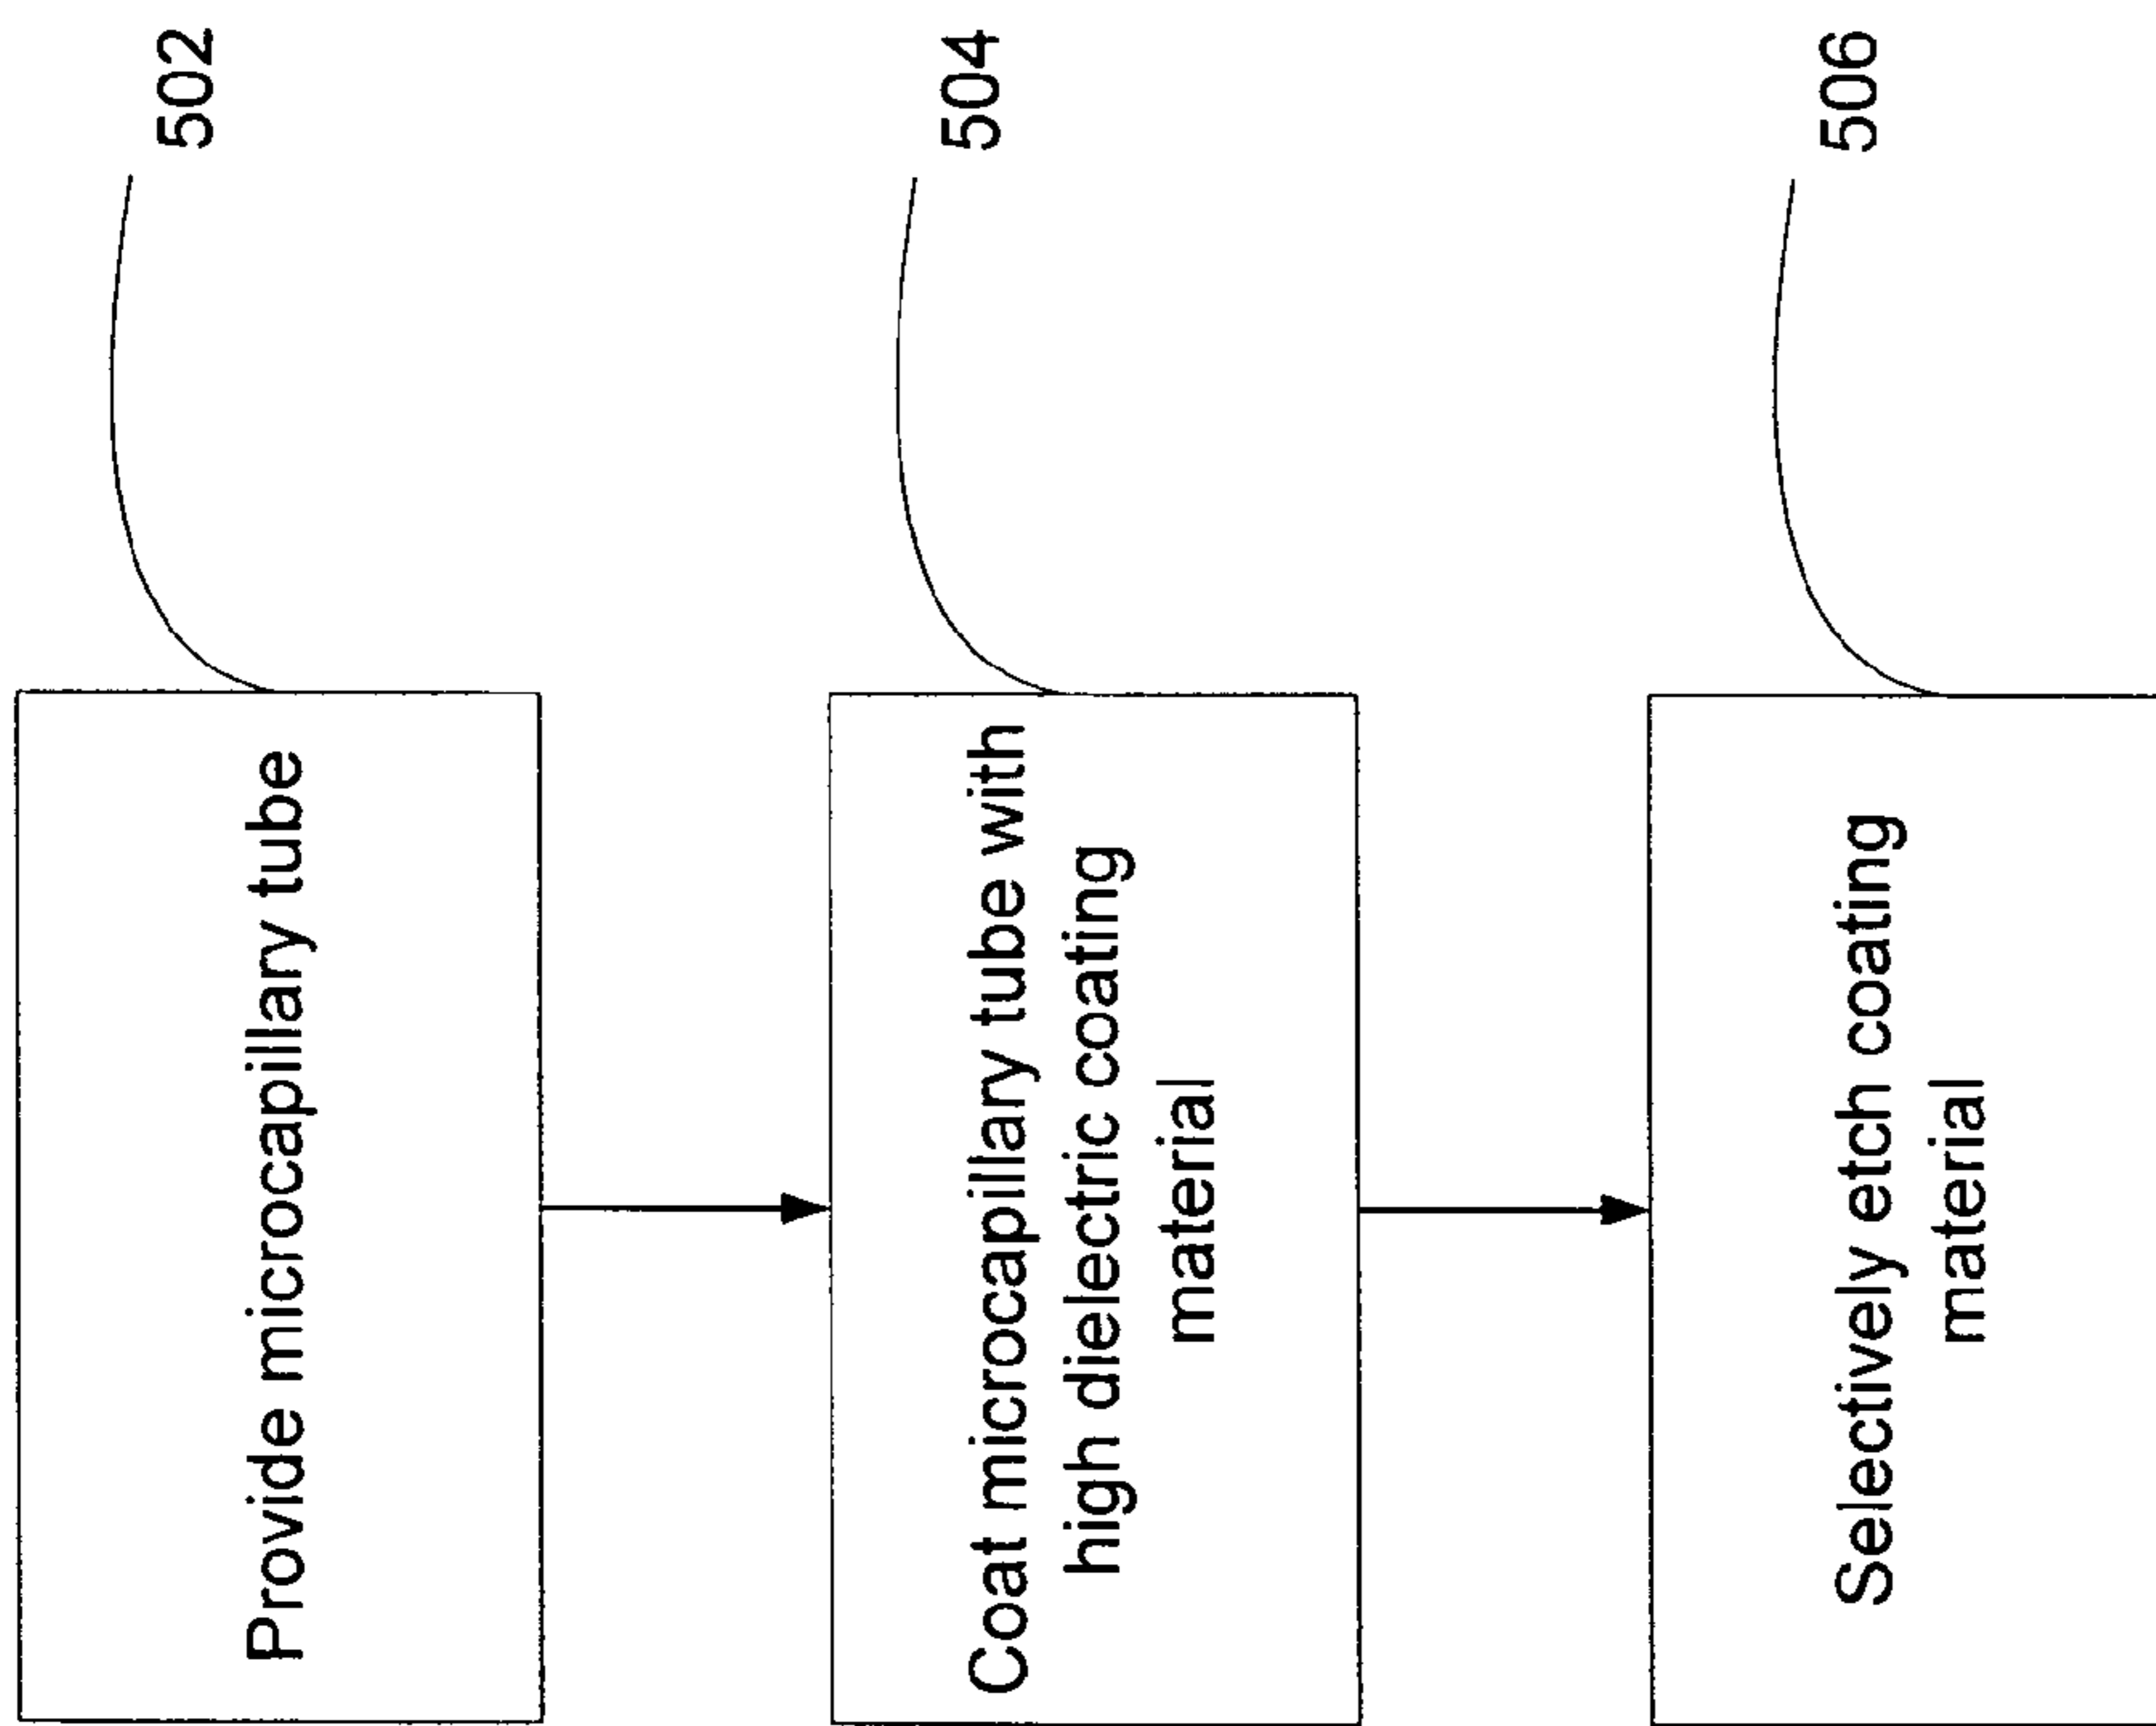 Provide microcapillary tube
502
Coat microcapillary tube with
high dielectric coating
material
504
Selectively etch coating
material
506